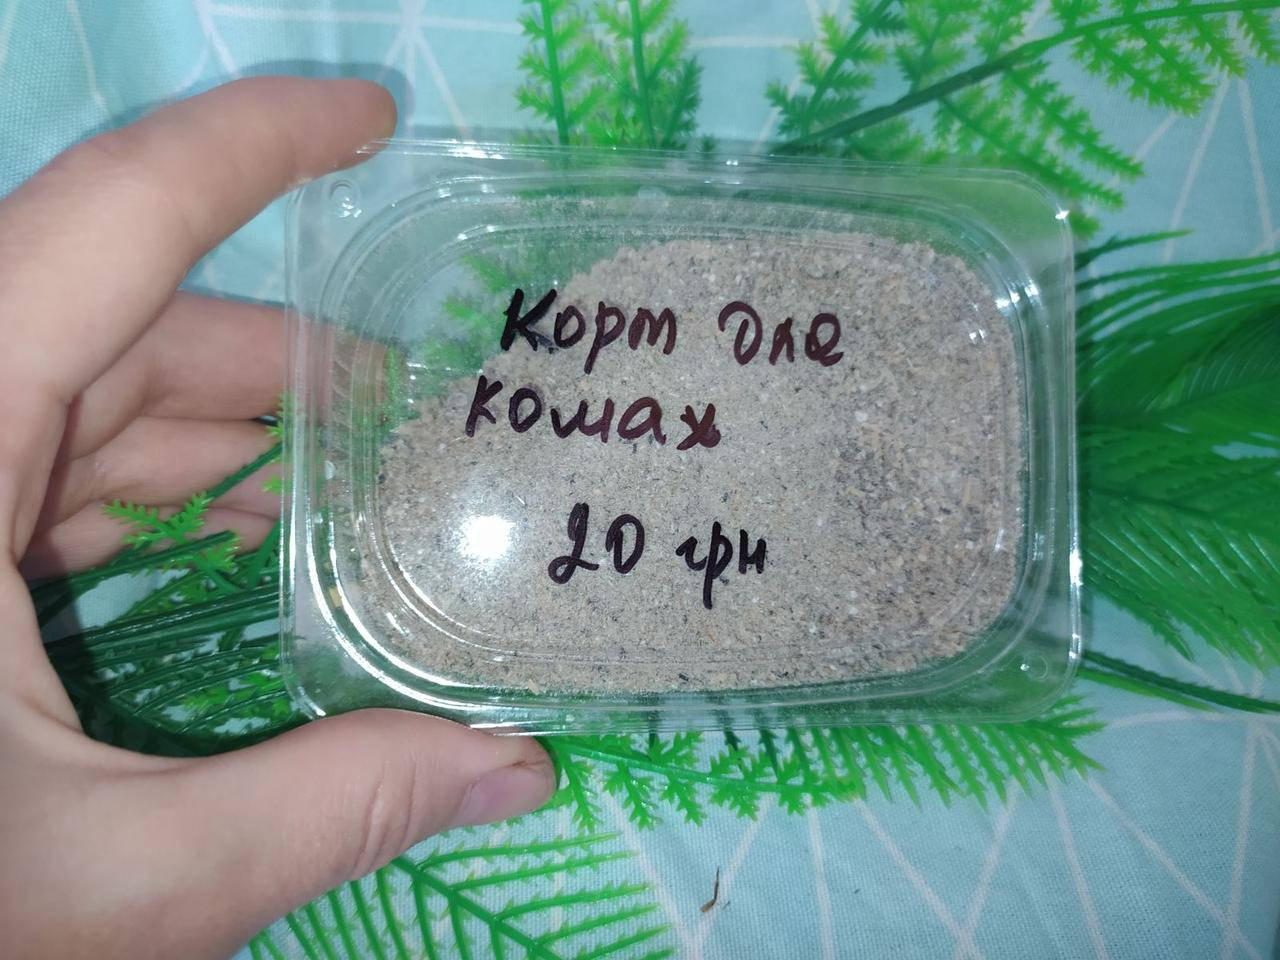 Корм для
комах
20 грн